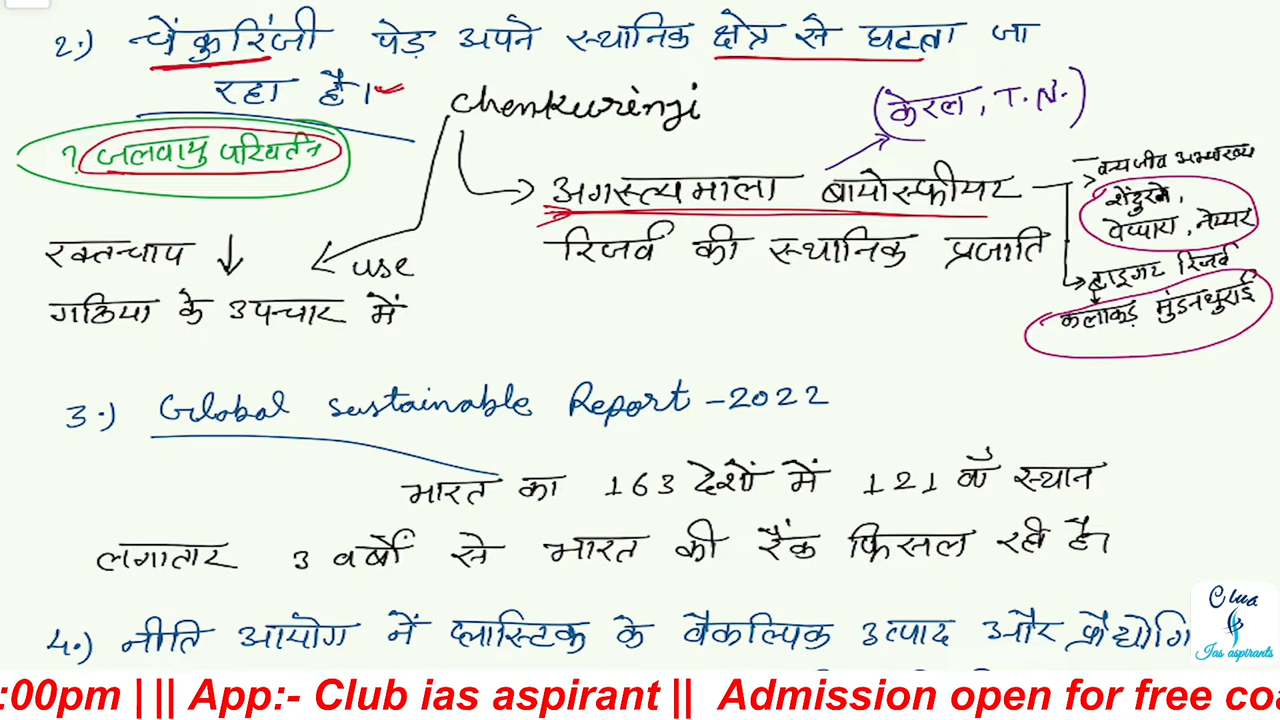 2.) चेंकुरिंजी पेड़ अपने स्थानिक क्षेत्र से घटता जा
रहा है।
Chenkurinji
(केरल, T.N.)
? जलवायु परिवर्तन
अगस्त्यमाला बायोस्फीयर
रिजर्व की स्थानिक प्रजाति
वन्य जीव अभ्यारण्य
शेंदुरने,
पेप्पारा, नेय्यर
टाइगर रिजर्व
कलाकड़ मुंडनथुराई
use
रक्तचाप ↓
गठिया के उपचार में
3.) Global sustainable Report -2022
भारत का 163 देशों में 121 वाँ स्थान
लगातार 3 वर्षों से भारत की रैंक फिसल रही है।
4.) नीति आयोग ने प्लास्टिक के वैकल्पिक उत्पाद और प्रौद्योगि
Club
Ias aspirants
:00pm | || App:- Club ias aspirant || Admission open for free cos